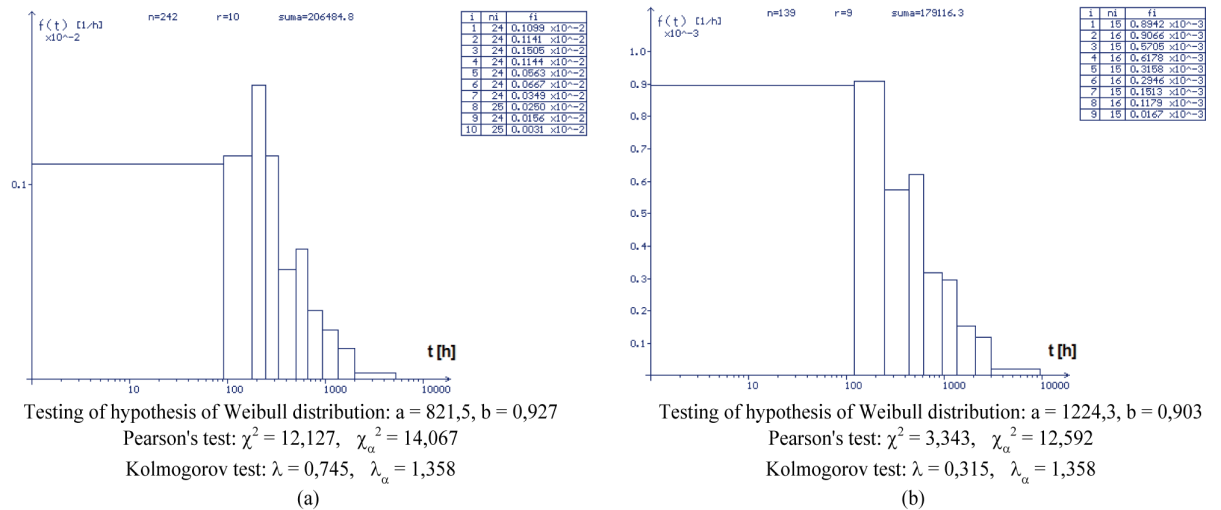 f(t) [1/h]
x10^-2
n=242 r=10 suma=206484.8
i ni fi
1 24 0.1099 x10^-2
2 24 0.1141 x10^-2
3 24 0.1505 x10^-2
4 24 0.1144 x10^-2
5 24 0.0563 x10^-2
6 24 0.0667 x10^-2
7 24 0.0349 x10^-2
8 25 0.0250 x10^-2
9 24 0.0156 x10^-2
10 25 0.0031 x10^-2
0.1
t [h]
10 100 1000 10000
Testing of hypothesis of Weibull distribution: a = 821,5, b = 0,927
Pearson's test: χ² = 12,127, χα² = 14,067
Kolmogorov test: λ = 0,745, λα = 1,358
(a)
f(t) [1/h]
x10^-3
n=139 r=9 suma=179116.3
i ni fi
1 15 0.8942 x10^-3
2 16 0.9066 x10^-3
3 15 0.5705 x10^-3
4 16 0.6178 x10^-3
5 15 0.3158 x10^-3
6 16 0.2946 x10^-3
7 15 0.1513 x10^-3
8 16 0.1179 x10^-3
9 15 0.0167 x10^-3
1.0
0.9
0.8
0.7
0.6
0.5
0.4
0.3
0.2
0.1
t [h]
10 100 1000 10000
Testing of hypothesis of Weibull distribution: a = 1224,3, b = 0,903
Pearson's test: χ² = 3,343, χα² = 12,592
Kolmogorov test: λ = 0,315, λα = 1,358
(b)